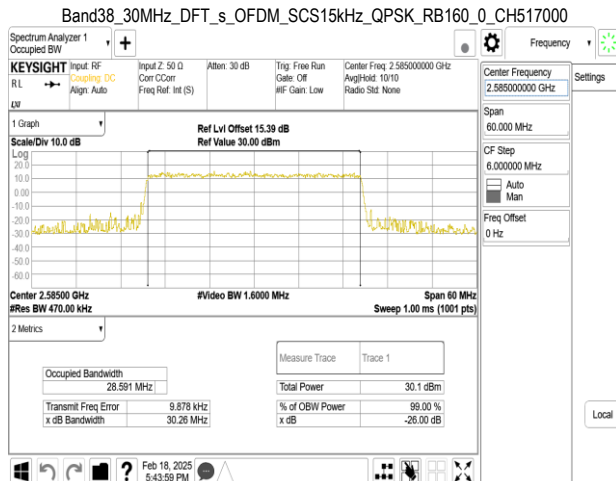 Band38_30MHz_DFT_s_OFDM_SCS15kHz_QPSK_RB160_0_CH517000
Spectrum Analyzer 1
Occupied BW
+
Frequency
KEYSIGHT
RL
Input: RF
Coupling: DC
Align: Auto
Input Z: 50 Ω
Corr CCorr
Freq Ref: Int (S)
Atten: 30 dB
Trig: Free Run
Gate: Off
#IF Gain: Low
Center Freq: 2.585000000 GHz
Avg|Hold: 10/10
Radio Std: None
Center Frequency
2.585000000 GHz
Settings
Span
60.000 MHz
CF Step
6.000000 MHz
Auto
Man
Freq Offset
0 Hz
Local
1 Graph
Scale/Div 10.0 dB
Ref Lvl Offset 15.39 dB
Ref Value 30.00 dBm
Log
20.0
10.0
0.00
-10.0
-20.0
-30.0
-40.0
-50.0
-60.0
Center 2.58500 GHz
#Video BW 1.6000 MHz
Span 60 MHz
#Res BW 470.00 kHz
Sweep 1.00 ms (1001 pts)
2 Metrics
Measure Trace Trace 1
Occupied Bandwidth
28.591 MHz
Total Power 30.1 dBm
Transmit Freq Error 9.878 kHz
% of OBW Power 99.00 %
x dB Bandwidth 30.26 MHz
x dB -26.00 dB
?
Feb 18, 2025
5:43:59 PM